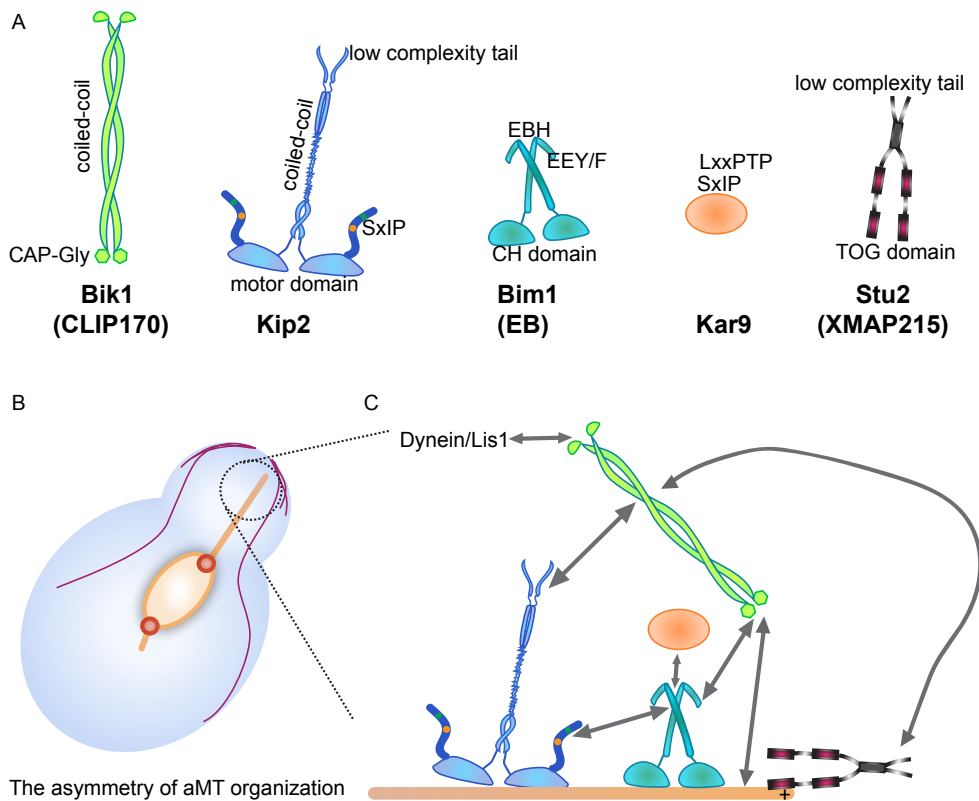 A
low complexity tail
coiled-coil
CAP-Gly
Bik1
(CLIP170)
coiled-coil
SxIP
motor domain
Kip2
EBH
EEY/F
CH domain
Bim1
(EB)
LxxPTP
SxIP
Kar9
low complexity tail
TOG domain
Stu2
(XMAP215)
B
The asymmetry of aMT organization
C
Dynein/Lis1
+